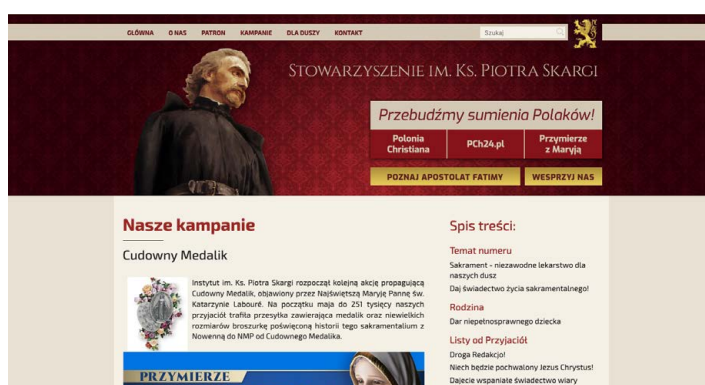 GŁÓWNA O NAS PATRON KAMPANIE DLA DUSZY KONTAKT Szukaj
STOWARZYSZENIE IM. KS. PIOTRA SKARGI
Przebudźmy sumienia Polaków!
Polonia Christiana PCh24.pl Przymierze z Maryją
POZNAJ APOSTOLAT FATIMY WESPRZYJ NAS
Nasze kampanie
Cudowny Medalik
Instytut im. Ks. Piotra Skargi rozpoczął kolejną akcję propagującą
Cudowny Medalik, objawiony przez Najświętszą Maryję Pannę św.
Katarzynie Labouré. Na początku maja do 251 tysięcy naszych
przyjaciół trafiła przesyłka zawierająca medalik oraz niewielkich
rozmiarów broszurkę poświęconą historii tego sakramentalium z
Nowenną do NMP od Cudownego Medalika.
PRZYMIERZE
Spis treści:
Temat numeru
Sakrament - niezawodne lekarstwo dla
naszych dusz
Daj świadectwo życia sakramentalnego!
Rodzina
Dar niepełnosprawnego dziecka
Listy od Przyjaciół
Droga Redakcjo!
Niech będzie pochwalony Jezus Chrystus!
Dajecie wspaniałe świadectwo wiary